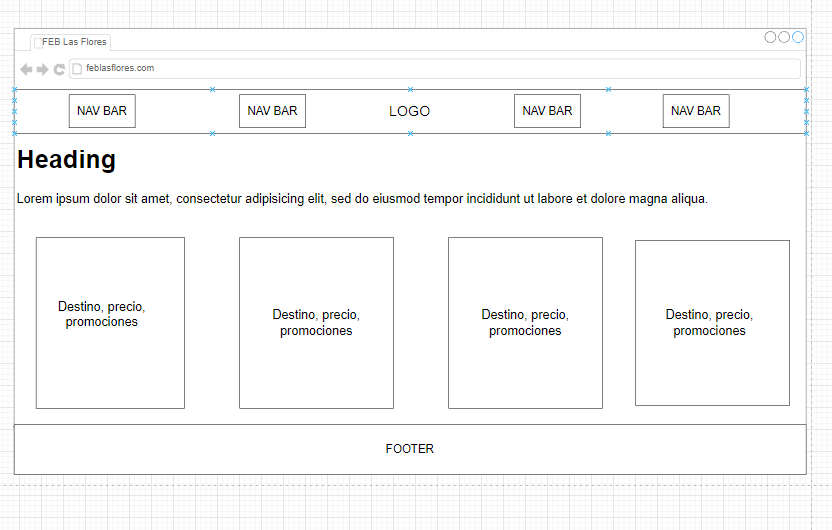 FEB Las Flores
feblasflores.com
NAV BAR NAV BAR LOGO NAV BAR NAV BAR
Heading
Lorem ipsum dolor sit amet, consectetur adipisicing elit, sed do eiusmod tempor incididunt ut labore et dolore magna aliqua.
Destino, precio,
promociones
Destino, precio,
promociones
Destino, precio,
promociones
Destino, precio,
promociones
FOOTER